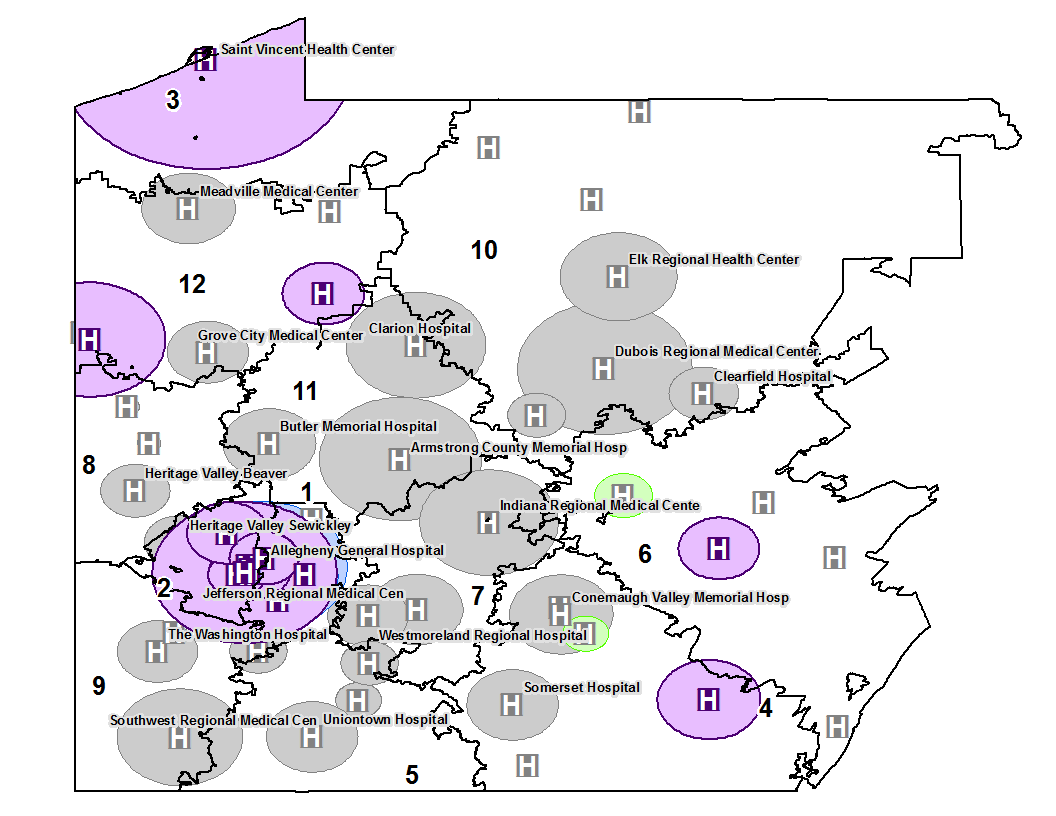 Saint Vincent Health Center
H
3
H
H
Meadville Medical Center
H
H
H
10
Elk Regional Health Center
H
12
H
Clarion Hospital
H
Grove City Medical Center
H
H
Dubois Regional Medical Center
H
Clearfield Hospital
H
11
H
H
Butler Memorial Hospital
H
H
Armstrong County Memorial Hosp
H
8
Heritage Valley Beaver
H
1
H
Indiana Regional Medical Cente
H
H
H
H
Heritage Valley Sewickley
H
Allegheny General Hospital
H
6
H
H
2
H
H
H
Jefferson Regional Medical Cen
H
7
Conemaugh Valley Memorial Hosp
H
H
H
H
The Washington Hospital
H
H
H
Westmoreland Regional Hospital
H
H
9
Somerset Hospital
H
H
4
Southwest Regional Medical Cen
H
Uniontown Hospital
H
H
H
5
H